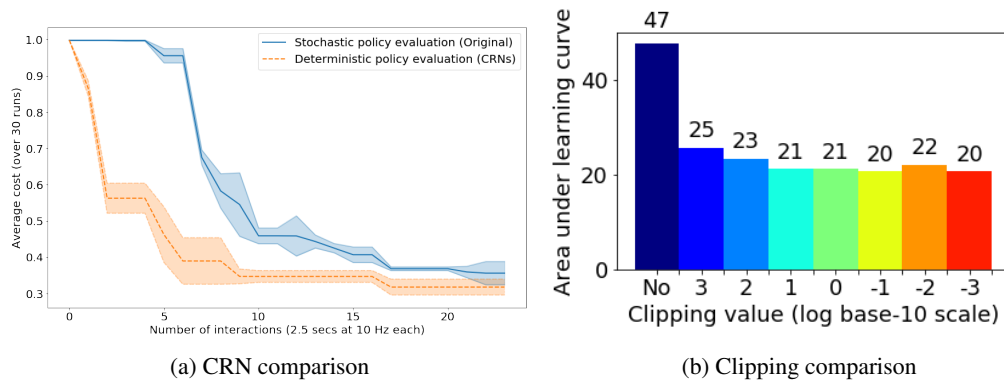 1.0
0.9
0.8
0.7
0.6
0.5
0.4
0.3
Average cost (over 30 runs)
Stochastic policy evaluation (Original)
Deterministic policy evaluation (CRNs)
0 5 10 15 20
Number of interactions (2.5 secs at 10 Hz each)
(a) CRN comparison
Area under learning curve
40
20
0
47
25
23
21
21
20
22
20
No 3 2 1 0 -1 -2 -3
Clipping value (log base-10 scale)
(b) Clipping comparison